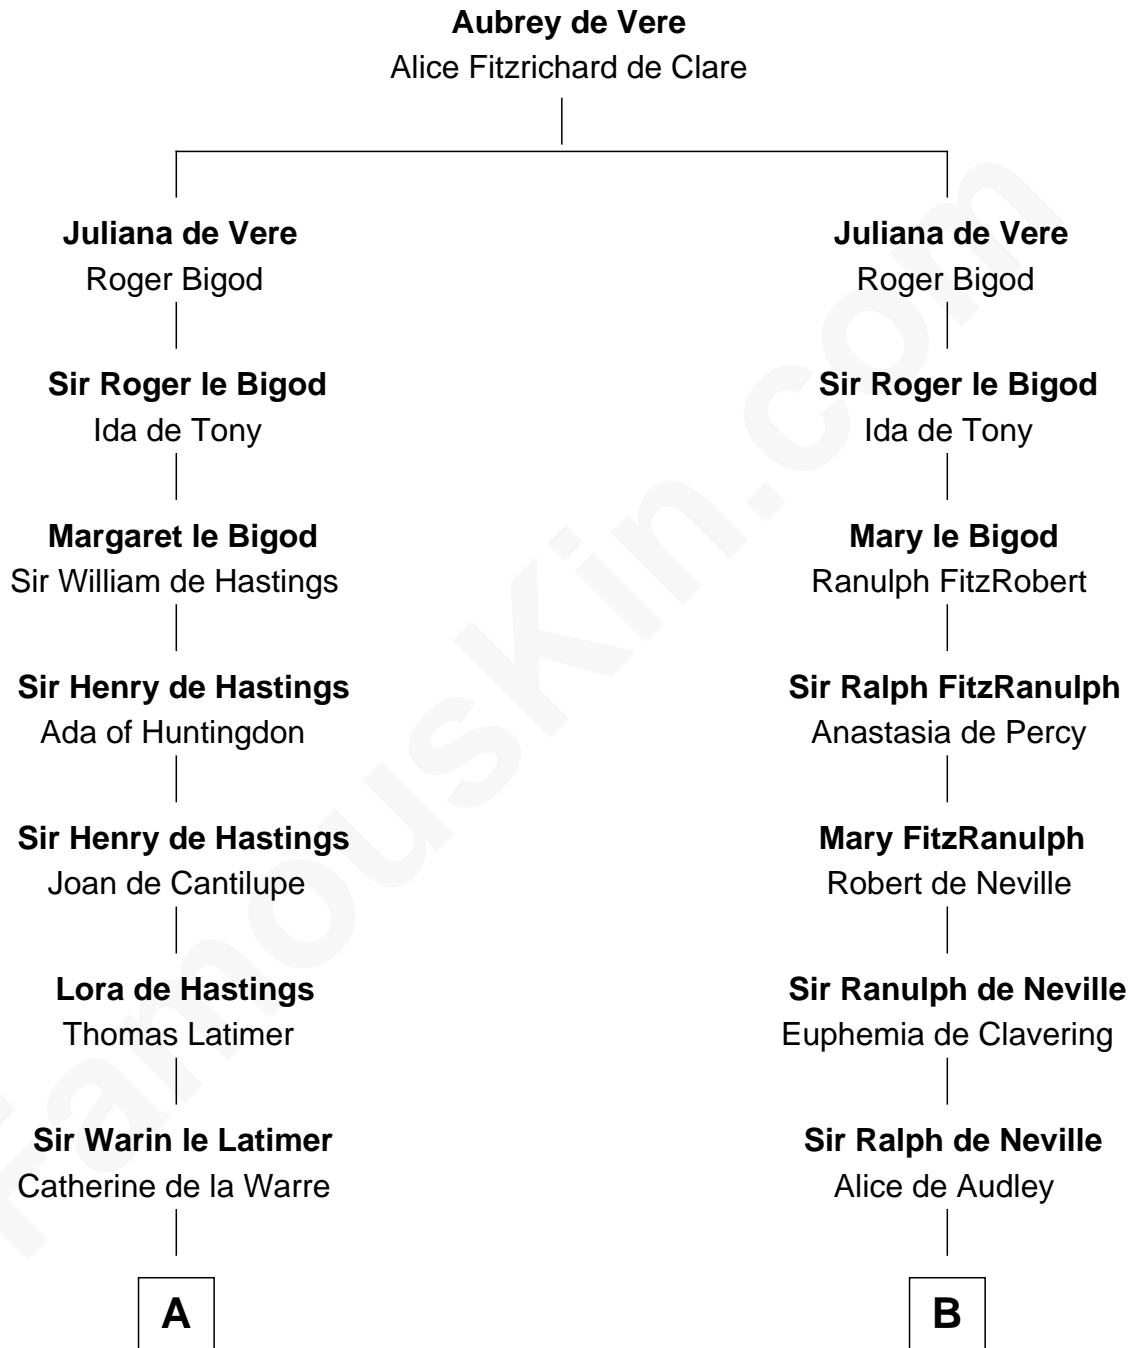 Aubrey de Vere
Alice Fitzrichard de Clare
Juliana de Vere
Roger Bigod
Sir Roger le Bigod
Ida de Tony
Margaret le Bigod
Sir William de Hastings
Sir Henry de Hastings
Ada of Huntingdon
Sir Henry de Hastings
Joan de Cantilupe
Lora de Hastings
Thomas Latimer
Sir Warin le Latimer
Catherine de la Warre
A
Juliana de Vere
Roger Bigod
Sir Roger le Bigod
Ida de Tony
Mary le Bigod
Ranulph FitzRobert
Sir Ralph FitzRanulph
Anastasia de Percy
Mary FitzRanulph
Robert de Neville
Sir Ranulph de Neville
Euphemia de Clavering
Sir Ralph de Neville
Alice de Audley
B
FamousKin.com